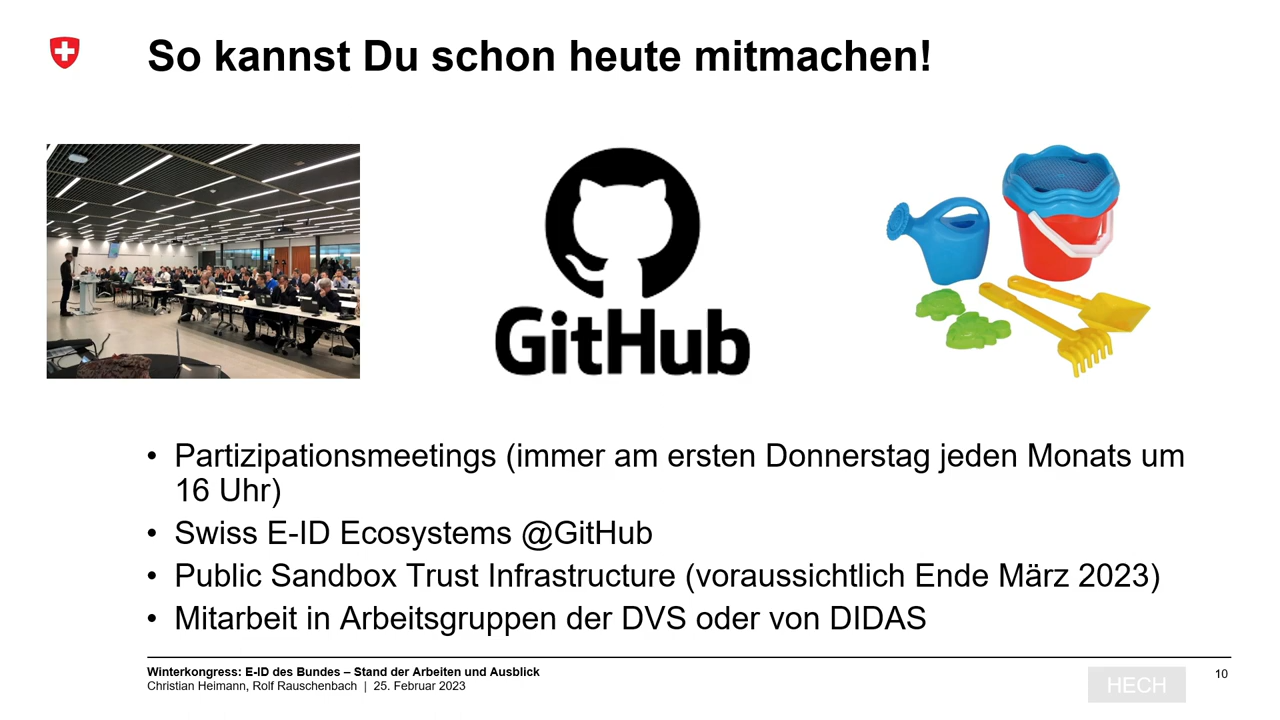 So kannst Du schon heute mitmachen!
GitHub
• Partizipationsmeetings (immer am ersten Donnerstag jeden Monats um
16 Uhr)
• Swiss E-ID Ecosystems @GitHub
• Public Sandbox Trust Infrastructure (voraussichtlich Ende März 2023)
• Mitarbeit in Arbeitsgruppen der DVS oder von DIDAS
Winterkongress: E-ID des Bundes – Stand der Arbeiten und Ausblick
Christian Heimann, Rolf Rauschenbach | 25. Februar 2023
HECH
10